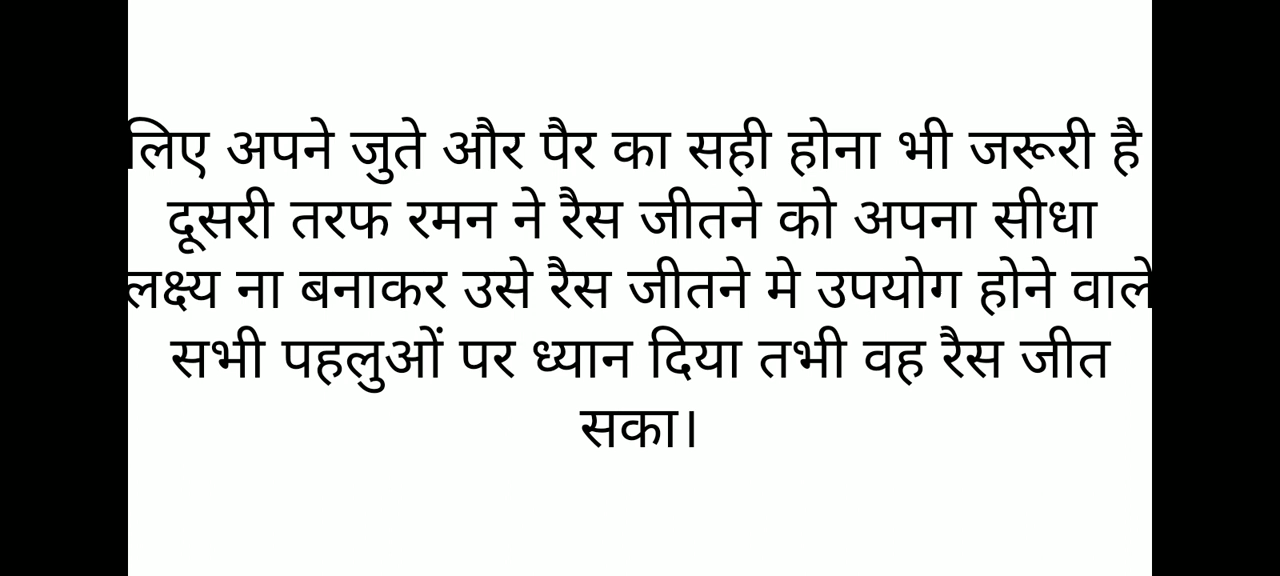 लिए अपने जुते और पैर का सही होना भी जरूरी है
दूसरी तरफ रमन ने रैस जीतने को अपना सीधा
लक्ष्य ना बनाकर उसे रैस जीतने मे उपयोग होने वाले
सभी पहलुओं पर ध्यान दिया तभी वह रैस जीत
सका।